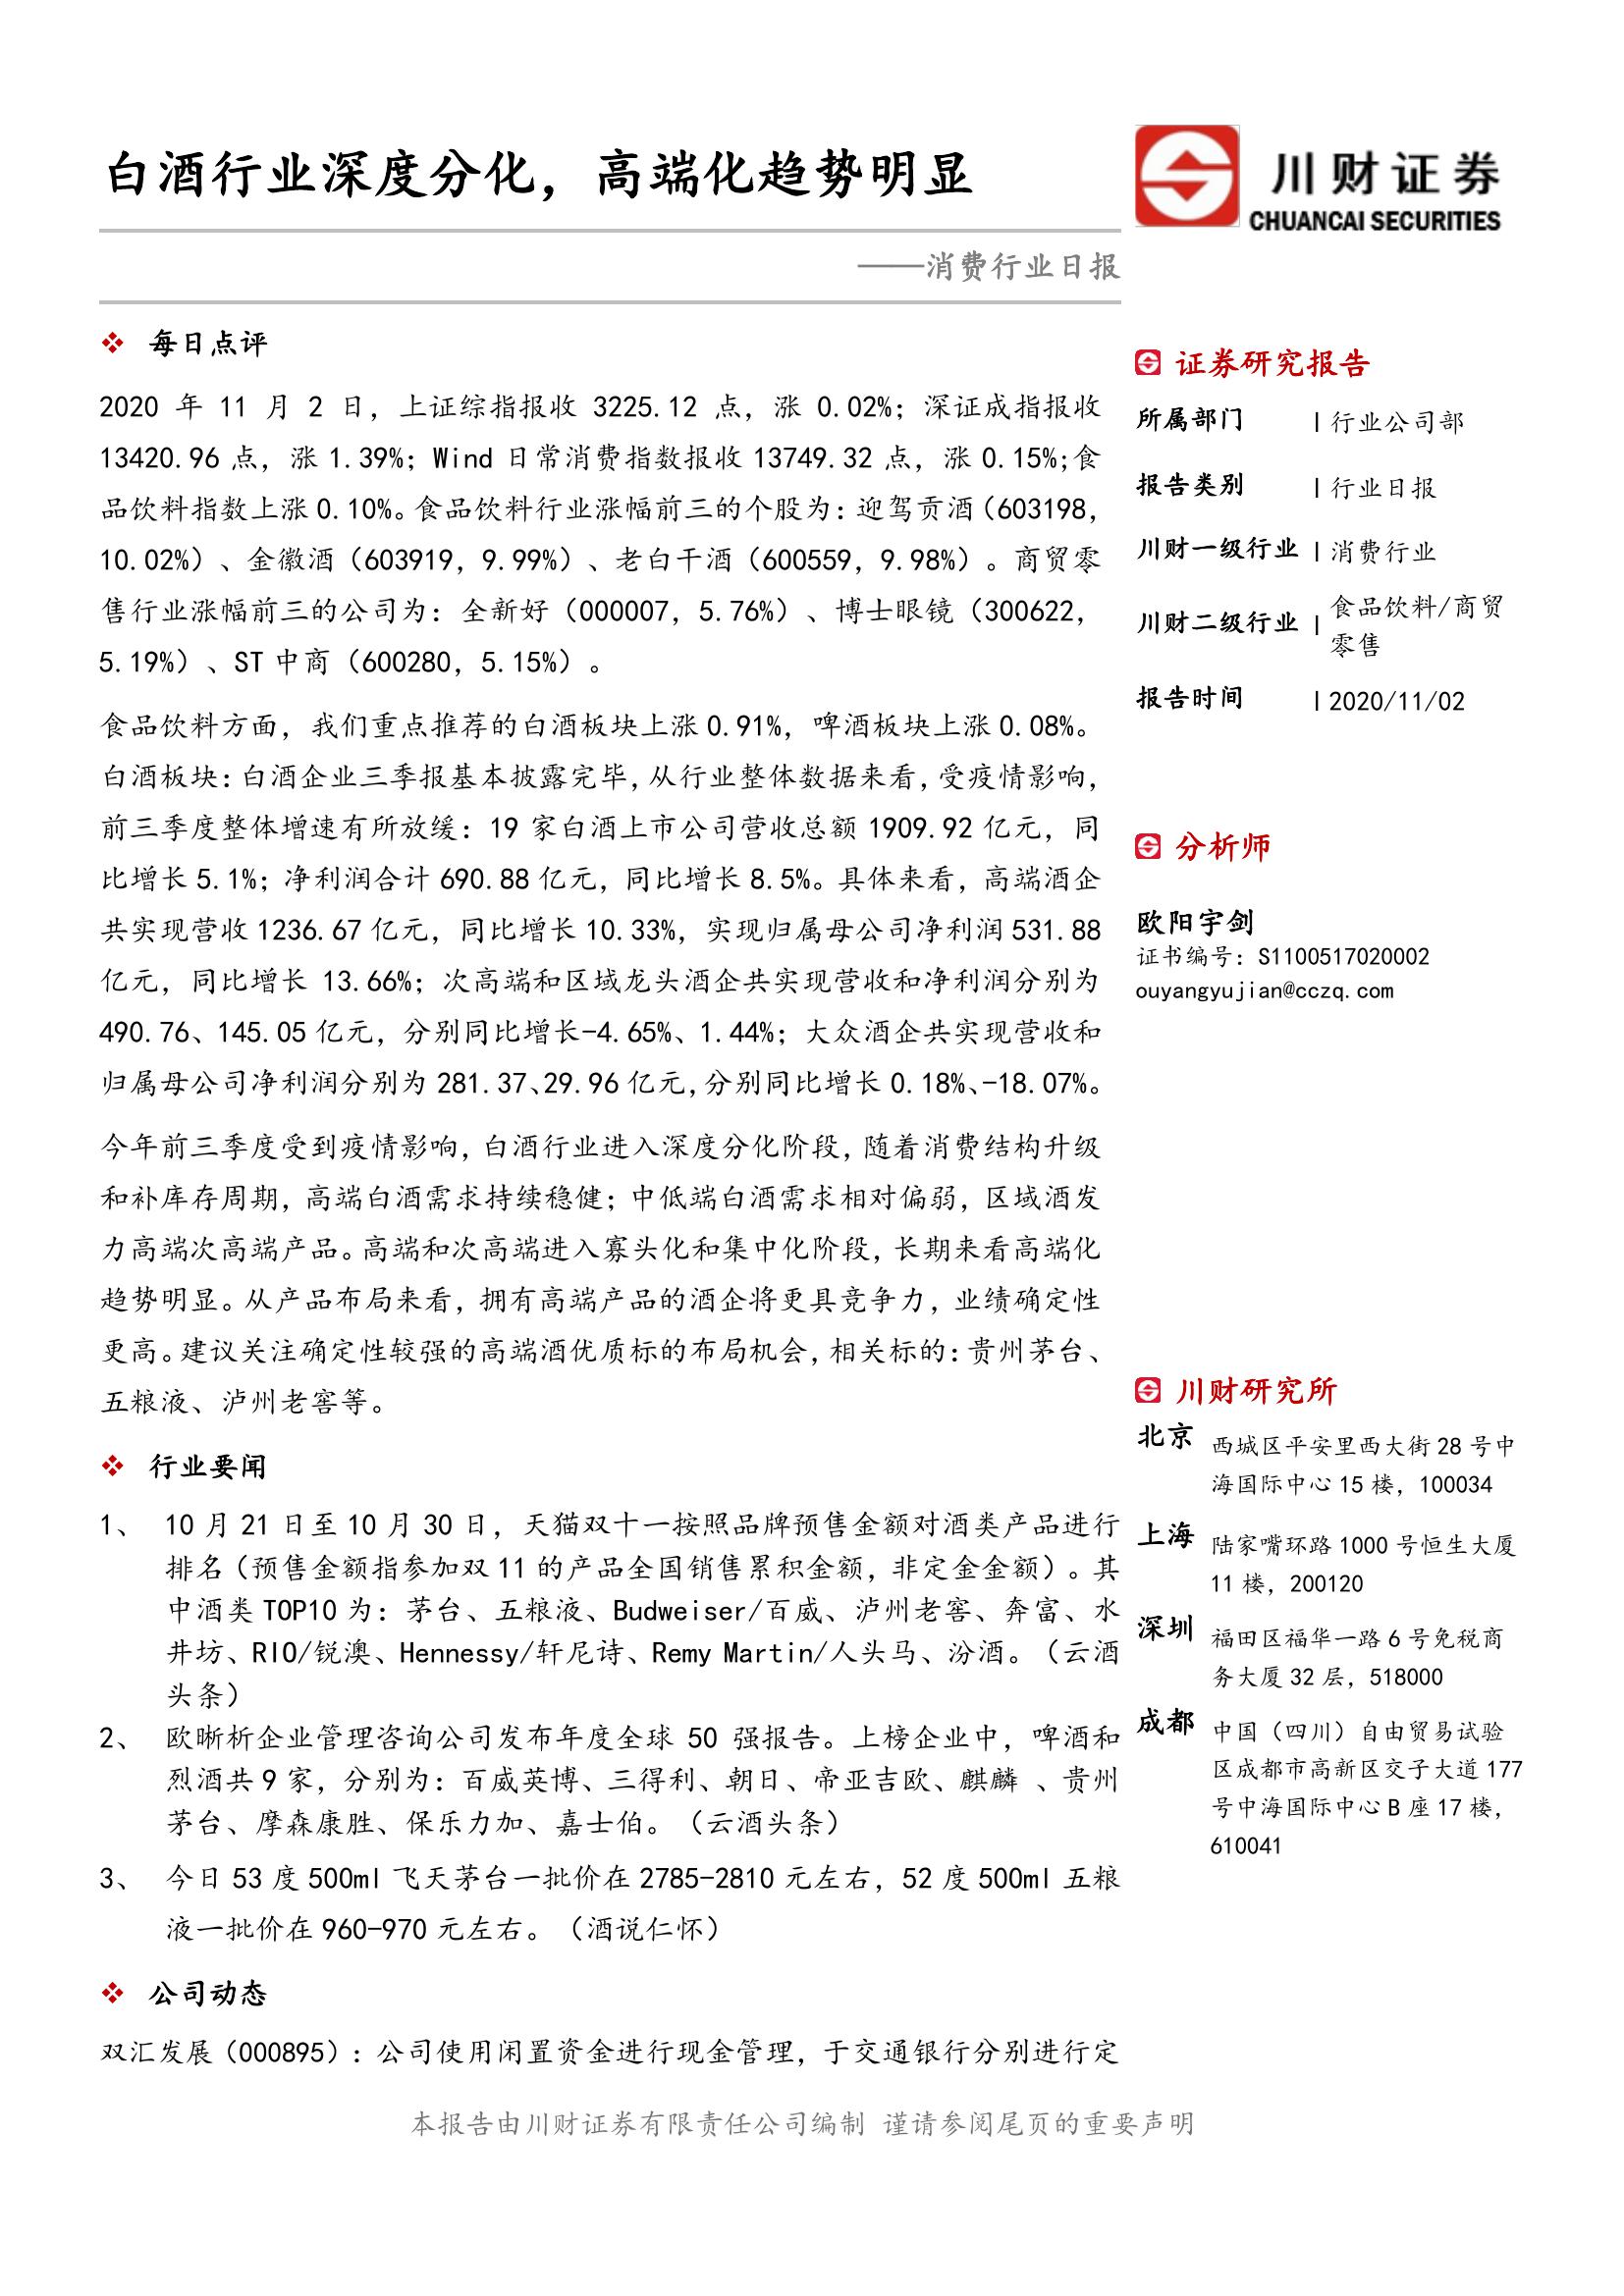 白酒行业深度分化，高端化趋势明显
川财证券
CHUANCAI SECURITIES
——消费行业日报
❖ 每日点评
2020 年 11 月 2 日，上证综指报收 3225.12 点，涨 0.02%；深证成指报收
13420.96 点，涨 1.39%；Wind 日常消费指数报收 13749.32 点，涨 0.15%;食
品饮料指数上涨 0.10%。食品饮料行业涨幅前三的个股为：迎驾贡酒（603198，
10.02%）、金徽酒（603919，9.99%）、老白干酒（600559，9.98%）。商贸零
售行业涨幅前三的公司为：全新好（000007，5.76%）、博士眼镜（300622，
5.19%）、ST 中商（600280，5.15%）。
食品饮料方面，我们重点推荐的白酒板块上涨 0.91%，啤酒板块上涨 0.08%。
白酒板块：白酒企业三季报基本披露完毕，从行业整体数据来看，受疫情影响，
前三季度整体增速有所放缓：19 家白酒上市公司营收总额 1909.92 亿元，同
比增长 5.1%；净利润合计 690.88 亿元，同比增长 8.5%。具体来看，高端酒企
共实现营收 1236.67 亿元，同比增长 10.33%，实现归属母公司净利润 531.88
亿元，同比增长 13.66%；次高端和区域龙头酒企共实现营收和净利润分别为
490.76、145.05 亿元，分别同比增长-4.65%、1.44%；大众酒企共实现营收和
归属母公司净利润分别为 281.37、29.96 亿元,分别同比增长 0.18%、-18.07%。
今年前三季度受到疫情影响，白酒行业进入深度分化阶段，随着消费结构升级
和补库存周期，高端白酒需求持续稳健；中低端白酒需求相对偏弱，区域酒发
力高端次高端产品。高端和次高端进入寡头化和集中化阶段，长期来看高端化
趋势明显。从产品布局来看，拥有高端产品的酒企将更具竞争力，业绩确定性
更高。建议关注确定性较强的高端酒优质标的布局机会，相关标的：贵州茅台、
五粮液、泸州老窖等。
❖ 行业要闻
1、 10 月 21 日至 10 月 30 日，天猫双十一按照品牌预售金额对酒类产品进行
排名（预售金额指参加双 11 的产品全国销售累积金额，非定金金额）。其
中酒类 TOP10 为：茅台、五粮液、Budweiser/百威、泸州老窖、奔富、水
井坊、RIO/锐澳、Hennessy/轩尼诗、Remy Martin/人头马、汾酒。（云酒
头条）
2、 欧晰析企业管理咨询公司发布年度全球 50 强报告。上榜企业中，啤酒和
烈酒共 9 家，分别为：百威英博、三得利、朝日、帝亚吉欧、麒麟 、贵州
茅台、摩森康胜、保乐力加、嘉士伯。（云酒头条）
3、 今日 53 度 500ml 飞天茅台一批价在 2785-2810 元左右，52 度 500ml 五粮
液一批价在 960-970 元左右。（酒说仁怀）
❖ 公司动态
双汇发展（000895）：公司使用闲置资金进行现金管理，于交通银行分别进行定
证券研究报告
所属部门 | 行业公司部
报告类别 | 行业日报
川财一级行业 | 消费行业
川财二级行业 | 食品饮料/商贸
零售
报告时间 | 2020/11/02
分析师
欧阳宇剑
证书编号：S1100517020002
ouyangyujian@cczq.com
川财研究所
北京 西城区平安里西大街 28 号中
海国际中心 15 楼，100034
上海 陆家嘴环路 1000 号恒生大厦
11 楼，200120
深圳 福田区福华一路 6 号免税商
务大厦 32 层，518000
成都 中国（四川）自由贸易试验
区成都市高新区交子大道 177
号中海国际中心 B 座 17 楼，
610041
本报告由川财证券有限责任公司编制 谨请参阅尾页的重要声明